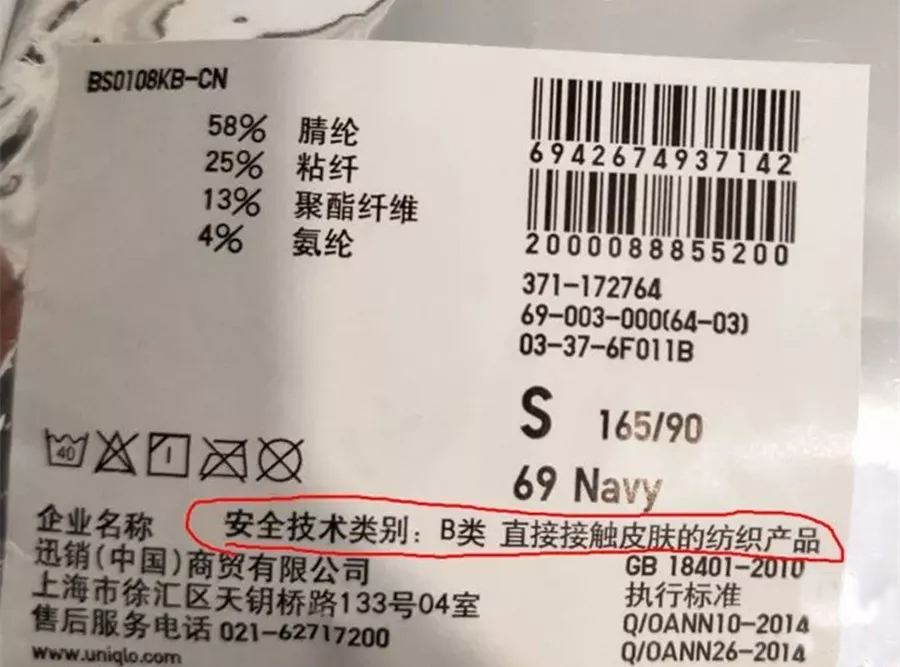 BS0108KB-CN
58% 腈纶
25% 粘纤
13% 聚酯纤维
4% 氨纶
6942674937142
2000088855200
371-172764
69-003-000(64-03)
03-37-6F011B
S 165/90
69 Navy
40
企业名称
安全技术类别：B类 直接接触皮肤的纺织产品
迅销(中国)商贸有限公司
上海市徐汇区天钥桥路133号04室
售后服务电话 021-62717200
www.uniqlo.com
GB 18401-2010
执行标准
Q/OANN10-2014
Q/OANN26-2014